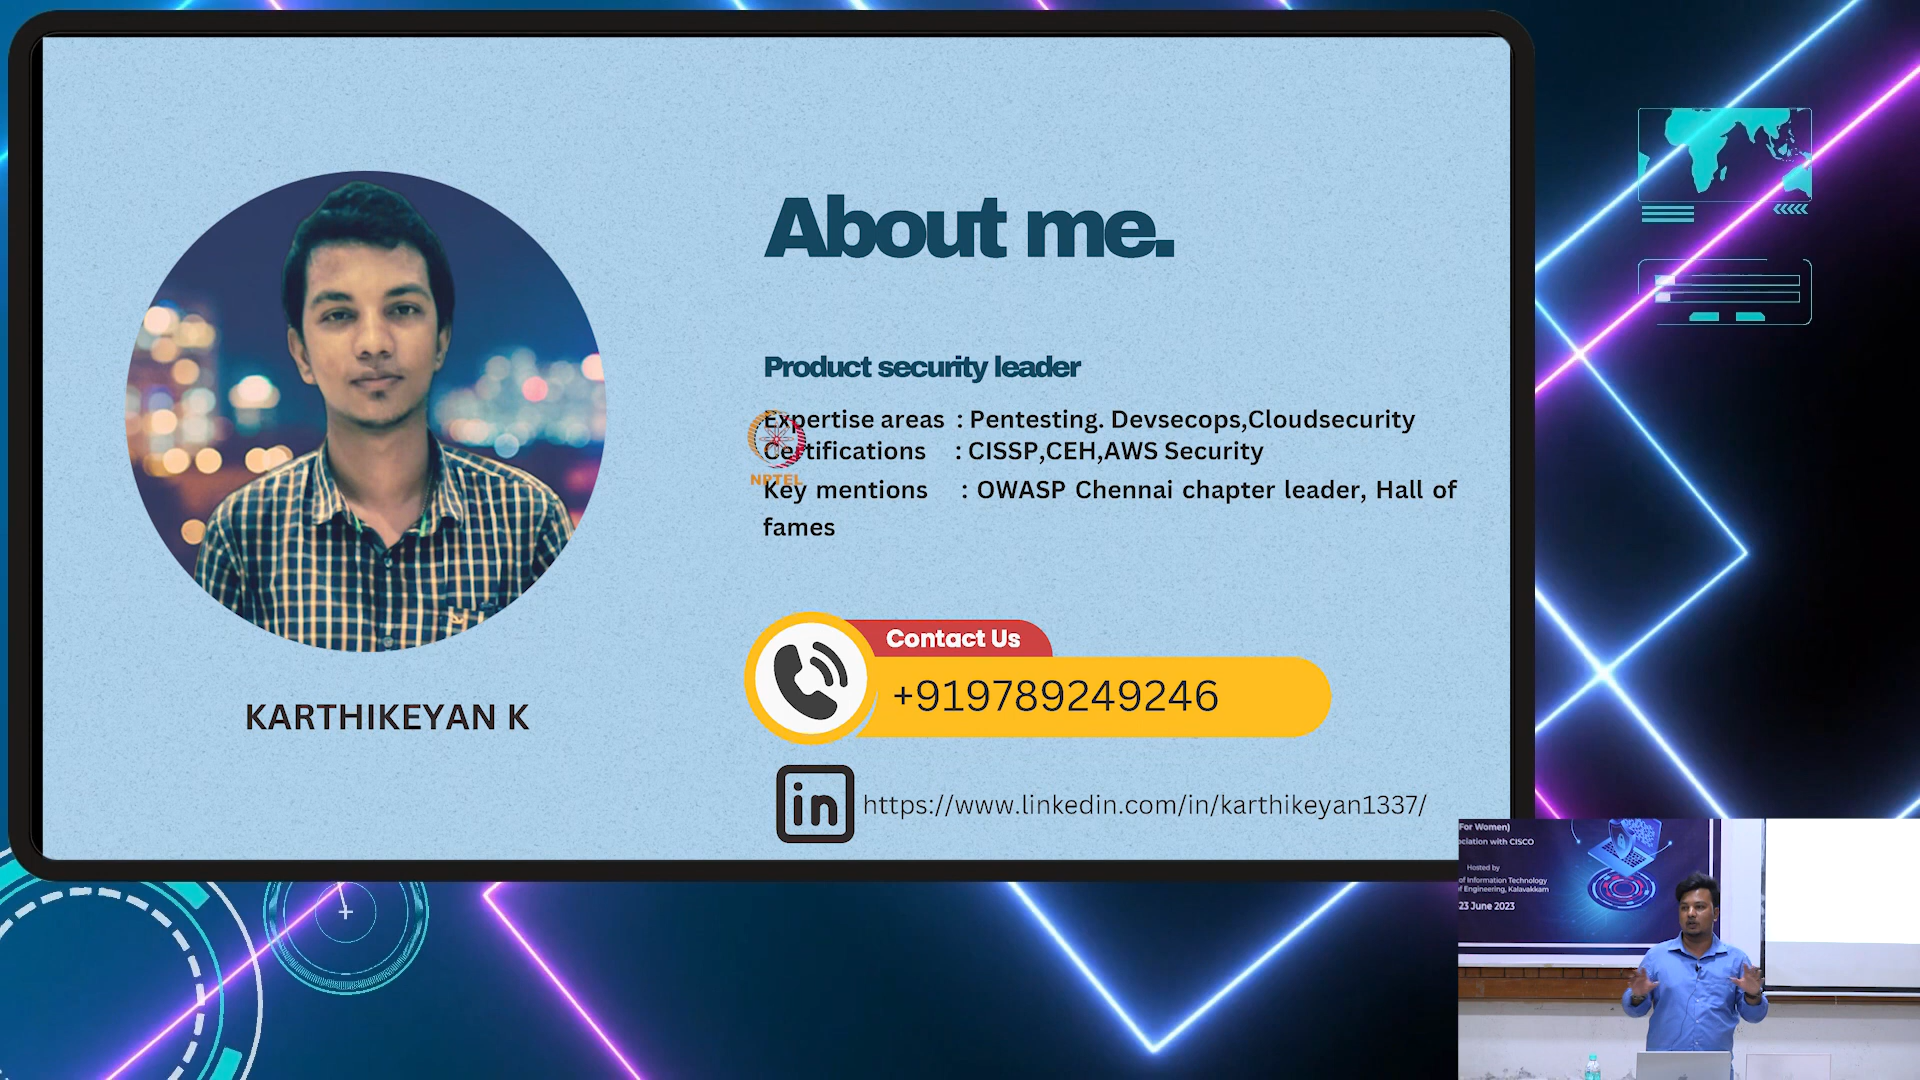 About me.
Product security leader
Expertise areas : Pentesting. Devsecops,Cloudsecurity
Certifications : CISSP,CEH,AWS Security
NPTEL
Key mentions : OWASP Chennai chapter leader, Hall of
fames
Contact Us
+919789249246
KARTHIKEYAN K
in
https://www.linkedin.com/in/karthikeyan1337/
For Women)
ciation with CISCO
Hosted by
of Information Technology
of Engineering, Kalavakkam
23 June 2023